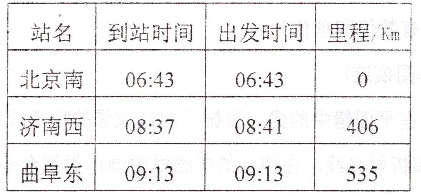 站名 到站时间 出发时间 里程/Km
北京南 06:43 06:43 0
济南西 08:37 08:41 406
曲阜东 09:13 09:13 535